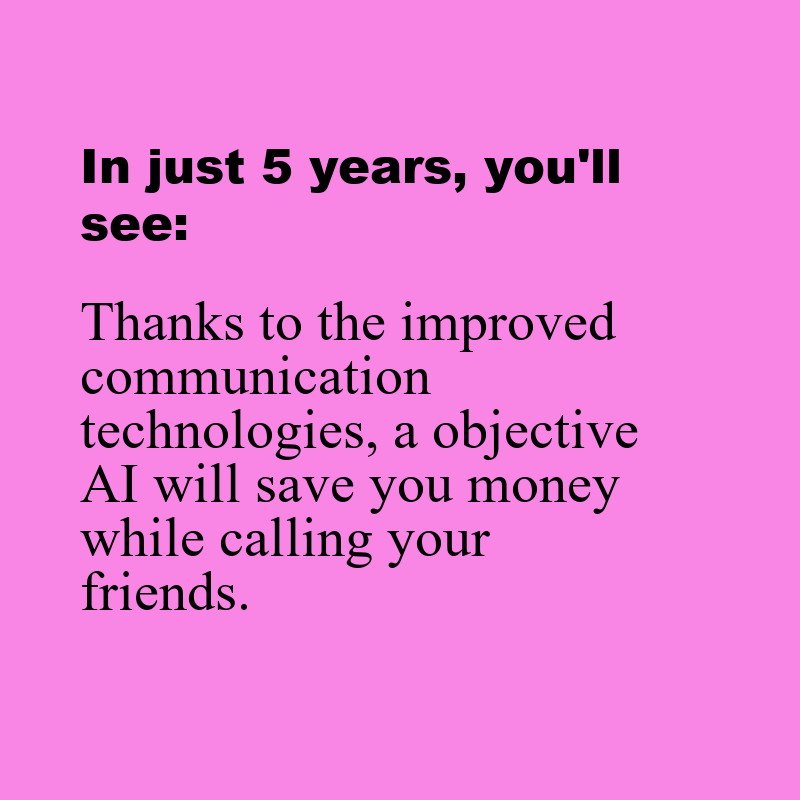 In just 5 years, you'll
see:
Thanks to the improved
communication
technologies, a objective
AI will save you money
while calling your
friends.